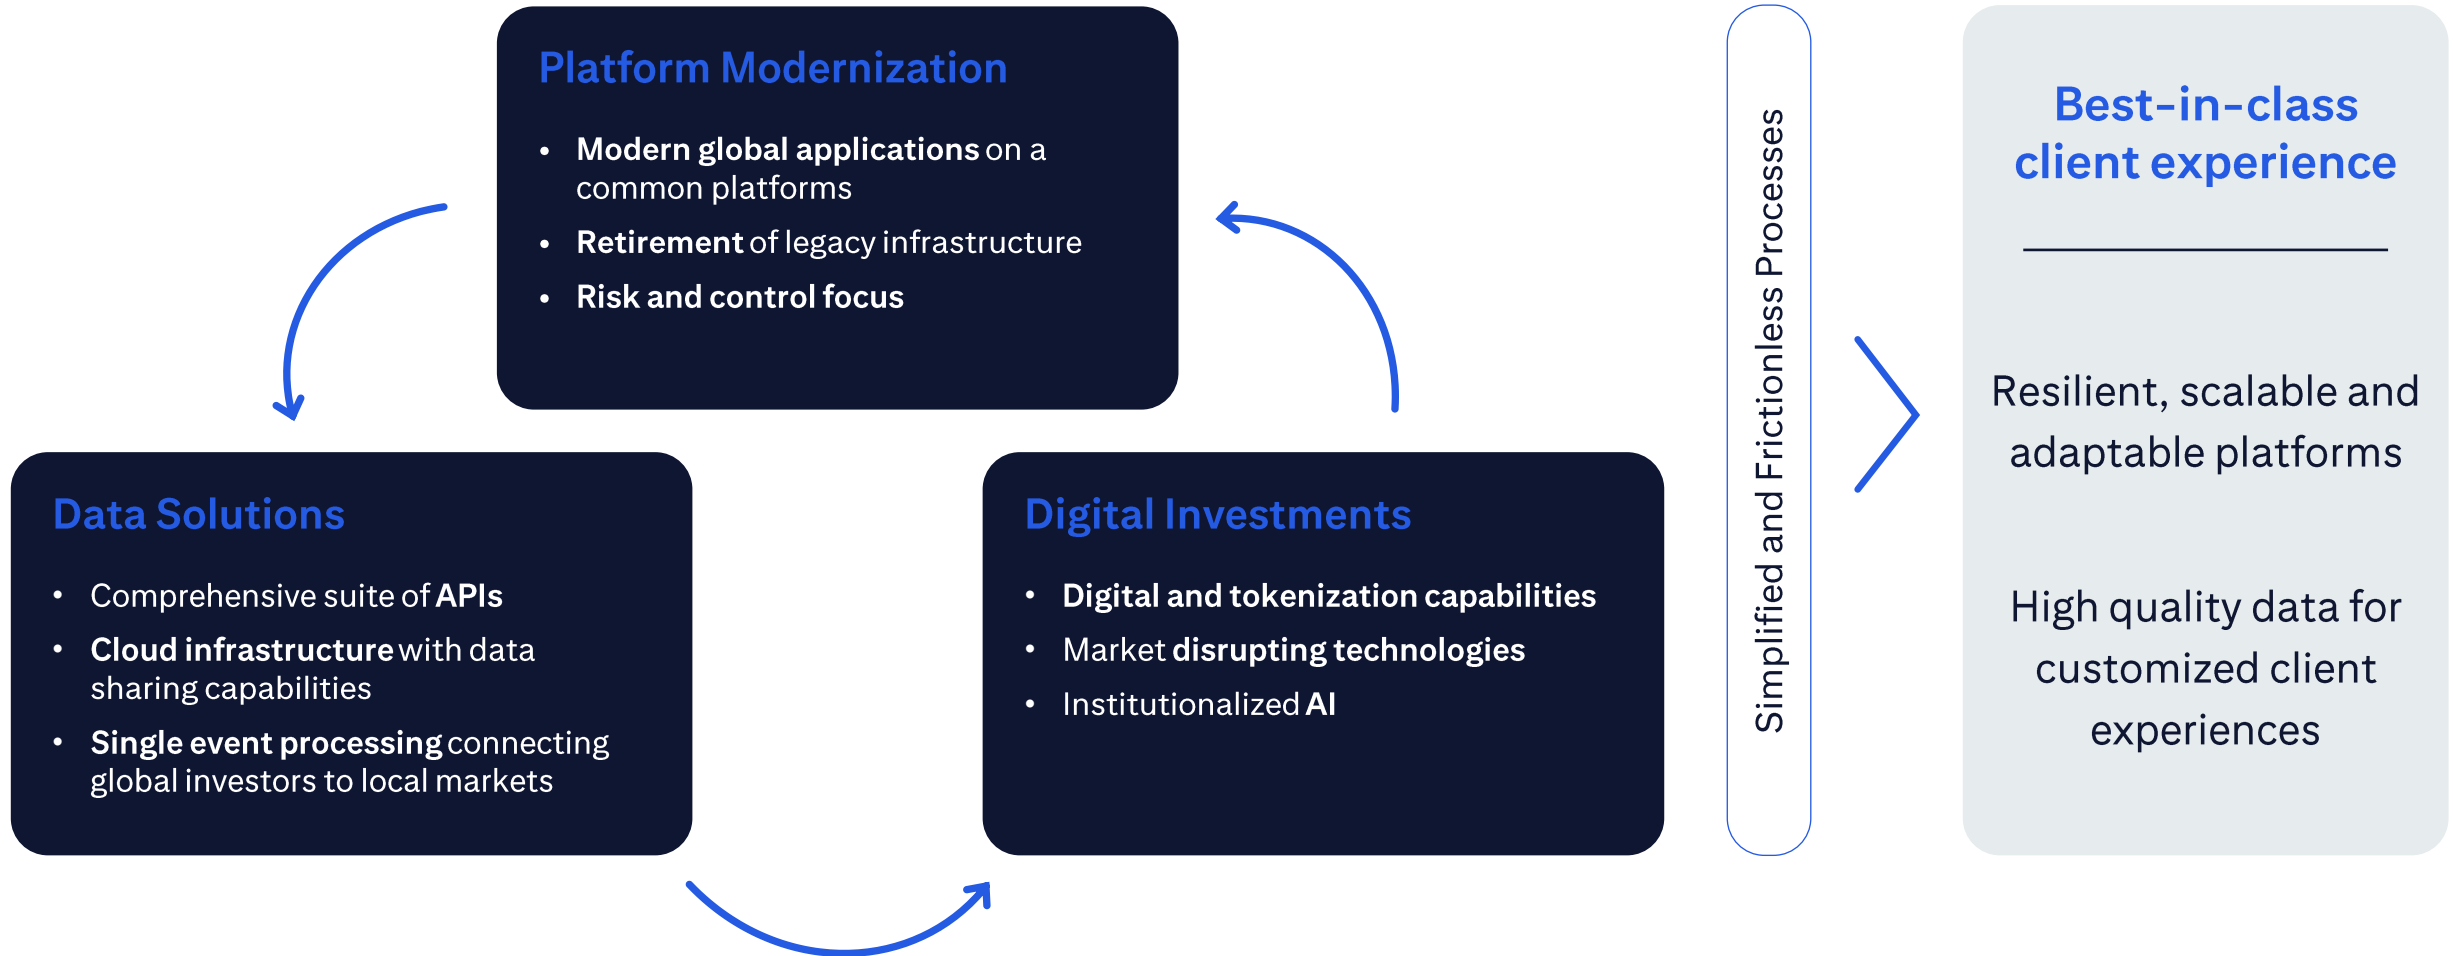 Platform Modernization
• Modern global applications on a
common platforms
• Retirement of legacy infrastructure
• Risk and control focus
Data Solutions
• Comprehensive suite of APIs
• Cloud infrastructure with data
sharing capabilities
• Single event processing connecting
global investors to local markets
Digital Investments
• Digital and tokenization capabilities
• Market disrupting technologies
• Institutionalized AI
Simplified and Frictionless Processes
Best-in-class
client experience
Resilient, scalable and
adaptable platforms
High quality data for
customized client
experiences